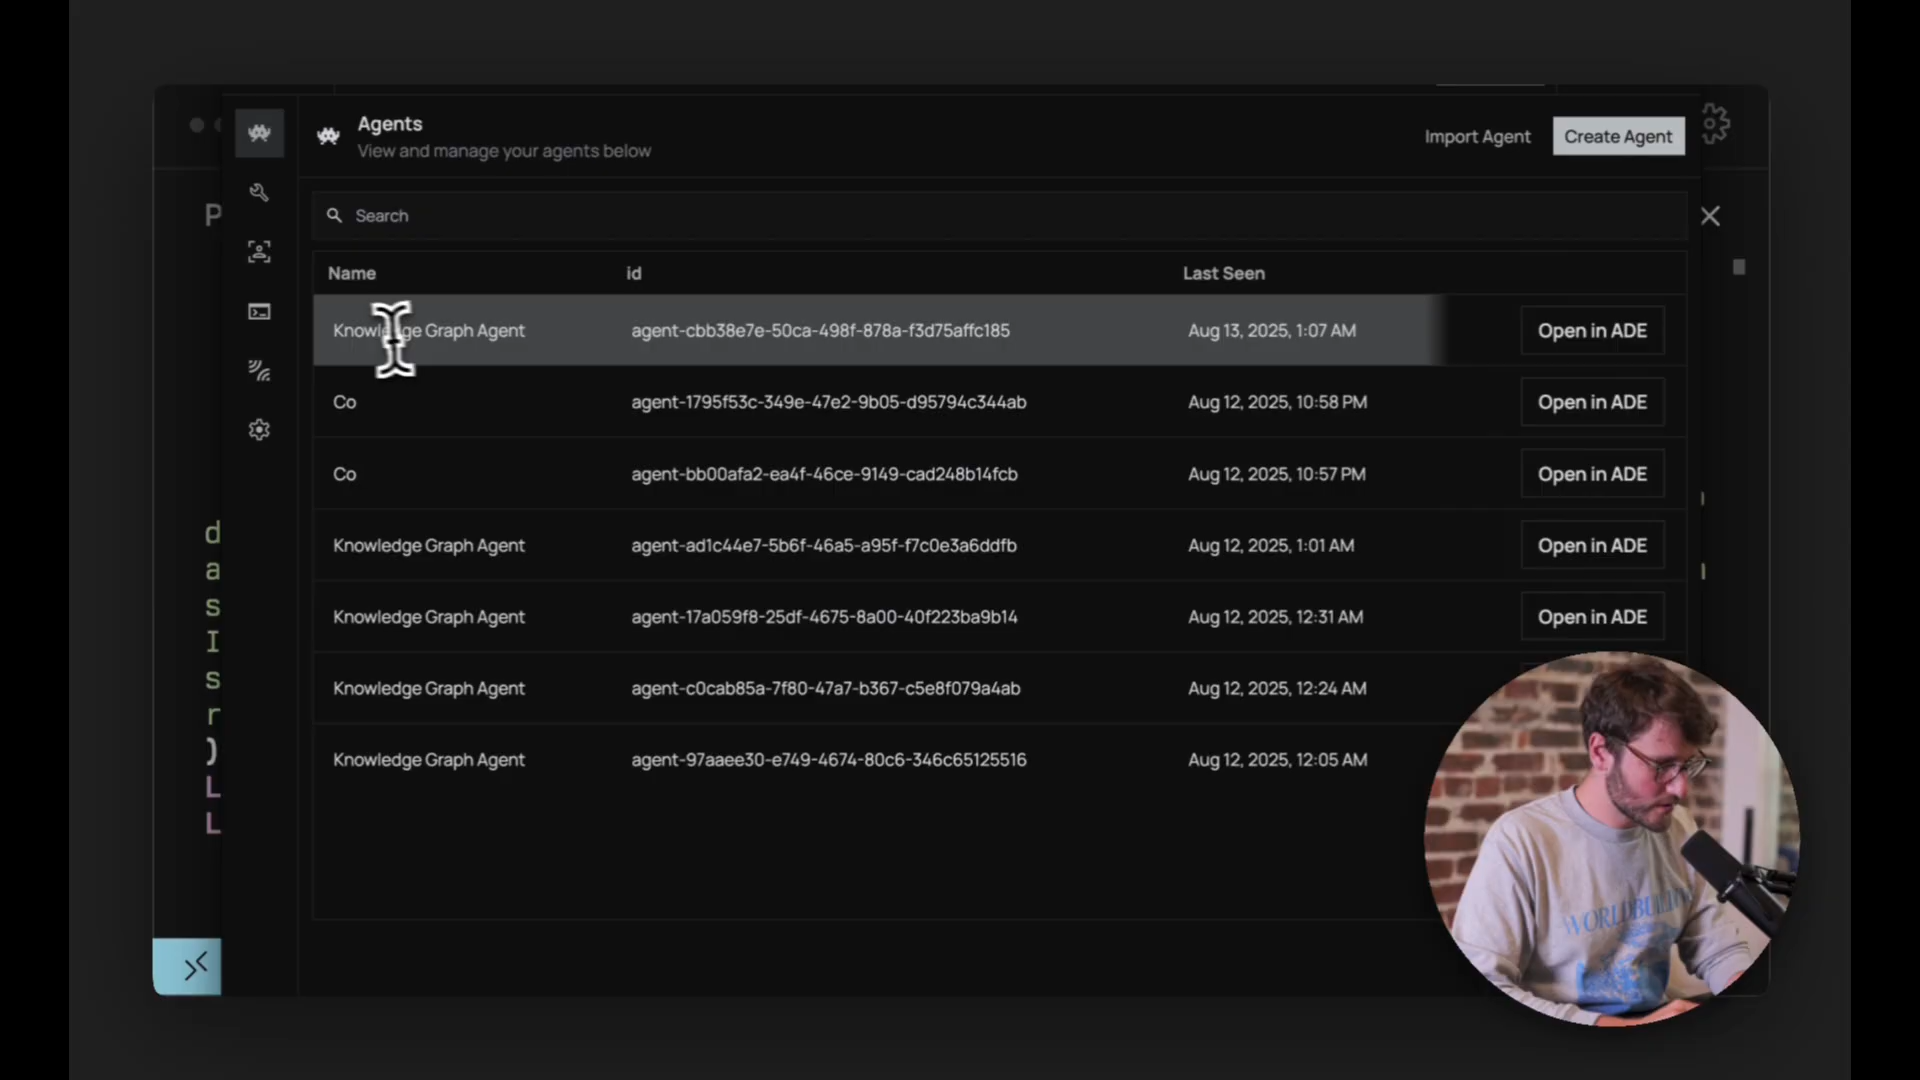 Agents
View and manage your agents below
Import Agent
Create Agent
Search
Name id Last Seen
Knowledge Graph Agent agent-cbb38e7e-50ca-498f-878a-f3d75affc185 Aug 13, 2025, 1:07 AM Open in ADE
Co agent-1795f53c-349e-47e2-9b05-d95794c344ab Aug 12, 2025, 10:58 PM Open in ADE
Co agent-bb00afa2-ea4f-46ce-9149-cad248b14fcb Aug 12, 2025, 10:57 PM Open in ADE
Knowledge Graph Agent agent-ad1c44e7-5b6f-46a5-a95f-f7c0e3a6ddfb Aug 12, 2025, 1:01 AM Open in ADE
Knowledge Graph Agent agent-17a059f8-25df-4675-8a00-40f223ba9b14 Aug 12, 2025, 12:31 AM Open in ADE
Knowledge Graph Agent agent-c0cab85a-7f80-47a7-b367-c5e8f079a4ab Aug 12, 2025, 12:24 AM
Knowledge Graph Agent agent-97aaee30-e749-4674-80c6-346c65125516 Aug 12, 2025, 12:05 AM
P
d
a
s
I
s
r
)
L
L